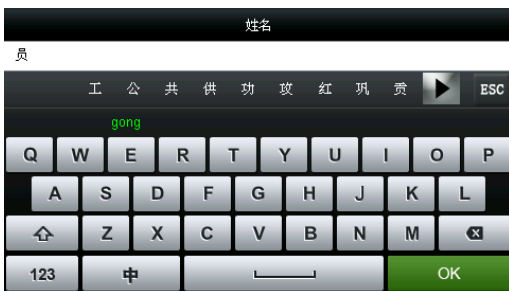 姓名
员
工 公 共 供 功 攻 红 巩 贡 ESC
gong
Q W E R T Y U I O P
A S D F G H J K L
Z X C V B N M
123 中 OK